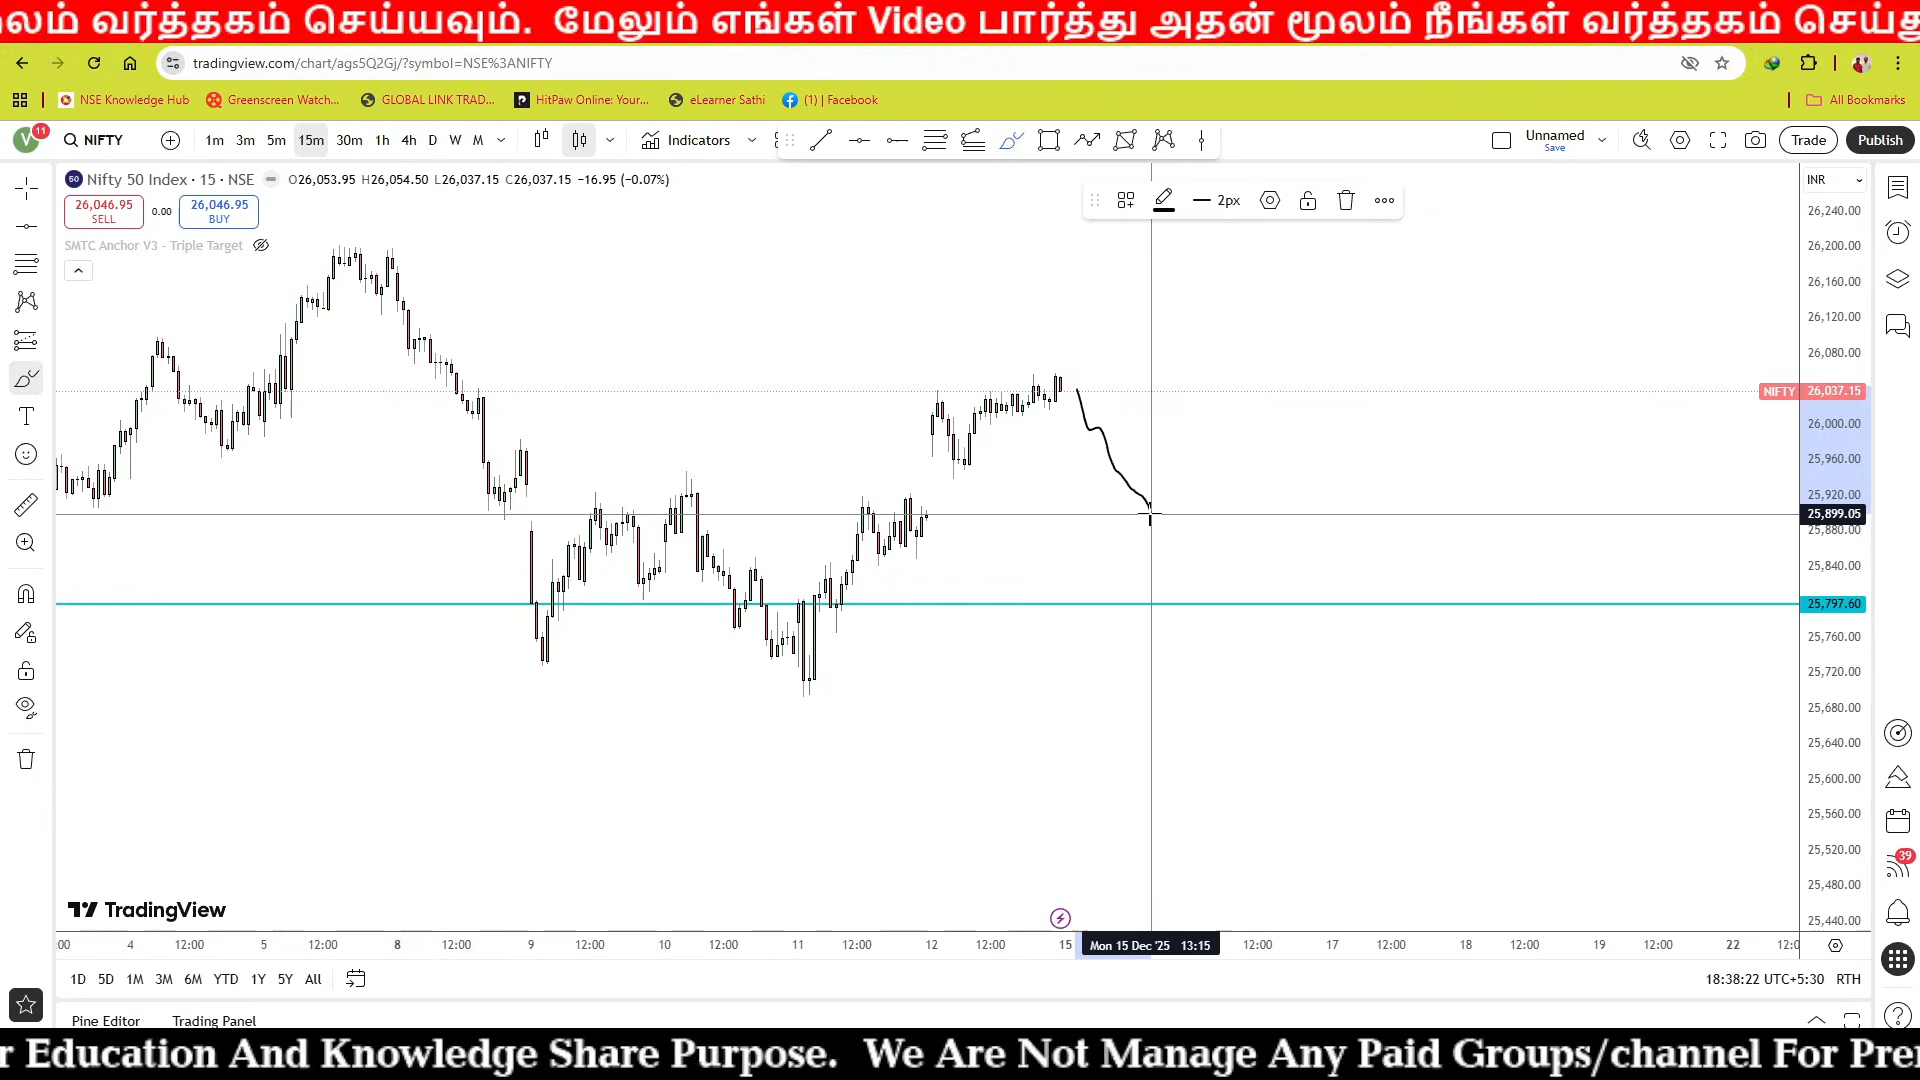 வர்த்தகம் செய்யவும். மேலும் எங்கள் Video பார்த்து அதன் மூலம் நீங்கள் வர்த்தகம்
tradingview.com/chart/ags5Q2Gj/?symbol=NSE%3ANIFTY
NSE Knowledge Hub Greenscreen Watch... GLOBAL LINK TRAD... HitPaw Online: Your... eLearner Sathi (1) | Facebook All Bookmarks
V 11 NIFTY 1m 3m 5m 15m 30m 1h 4h D W M Indicators Unnamed Trade Publish
Save
Nifty 50 Index · 15 · NSE O26,053.95 H26,054.50 L26,037.15 C26,037.15 −16.95 (−0.07%) INR
26,046.95 0.00 26,046.95 2px
SELL BUY
SMTC Anchor V3 - Triple Target
26,240.00
26,200.00
26,160.00
26,120.00
26,080.00
NIFTY 26,037.15
26,000.00
25,960.00
25,920.00
25,899.05
25,880.00
25,840.00
25,797.60
25,760.00
25,720.00
25,680.00
25,640.00
25,600.00
25,560.00
25,520.00
39
25,480.00
TradingView
25,440.00
:00 4 12:00 5 12:00 8 12:00 9 12:00 10 12:00 11 12:00 12 12:00 15 Mon 15 Dec '25 13:15 12:00 17 12:00 18 12:00 19 12:00 22
1D 5D 1M 3M 6M YTD 1Y 5Y All 18:38:22 UTC+5:30 RTH
Pine Editor Trading Panel
Education And Knowledge Share Purpose. We Are Not Manage Any Paid Groups/channel For